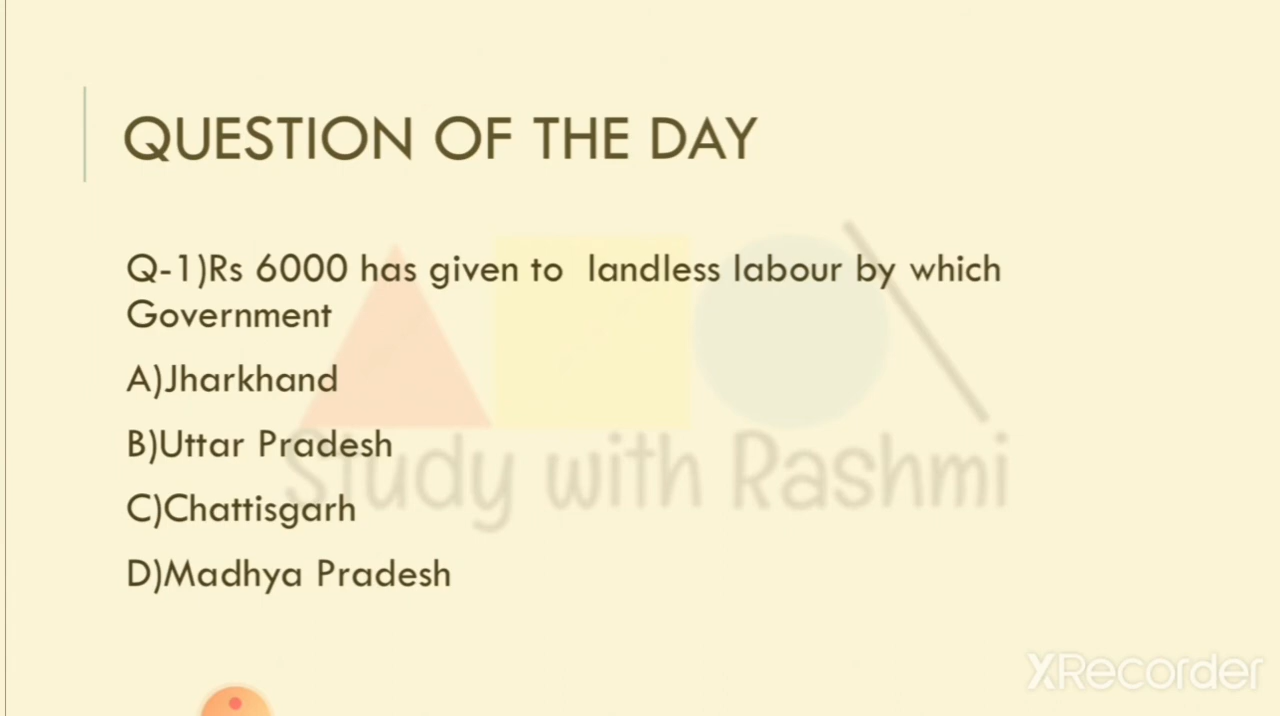 QUESTION OF THE DAY
Q-1)Rs 6000 has given to  landless labour by which
Government
A)Jharkhand
B)Uttar Pradesh
C)Chattisgarh
D)Madhya Pradesh
Study with Rashmi
XRecorder